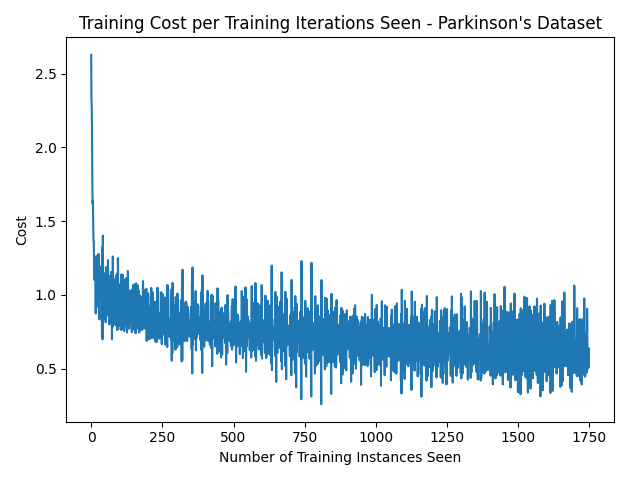 Training Cost per Training Iterations Seen - Parkinson's Dataset
2.5
2.0
1.5
1.0
0.5
Cost
0 250 500 750 1000 1250 1500 1750
Number of Training Instances Seen